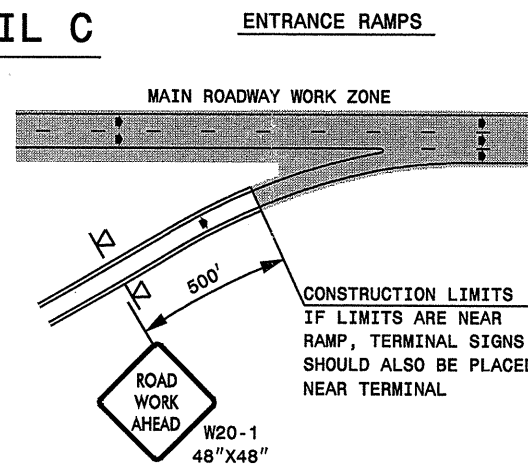 IL C
ENTRANCE RAMPS
MAIN ROADWAY WORK ZONE
500'
CONSTRUCTION LIMITS
IF LIMITS ARE NEAR
RAMP, TERMINAL SIGNS
SHOULD ALSO BE PLACED
NEAR TERMINAL
ROAD
WORK
AHEAD
W20-1
48"X48"